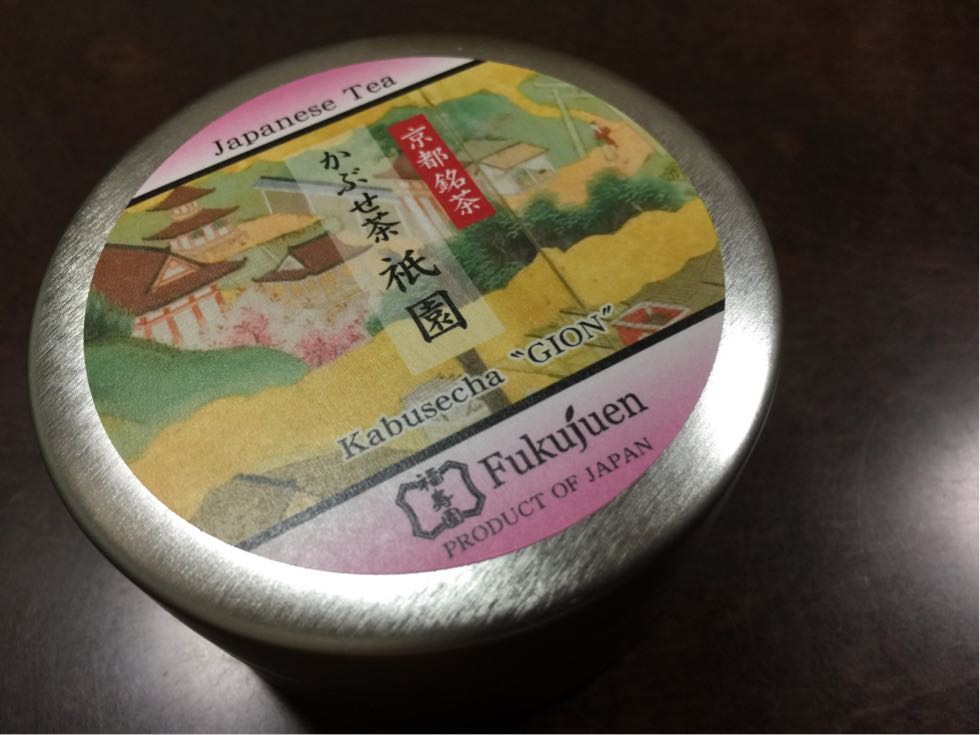 Japanese Tea
京都銘茶
かぶせ茶 祇園
Kabusecha “GION”
福寿園
Fukujuen
PRODUCT OF JAPAN